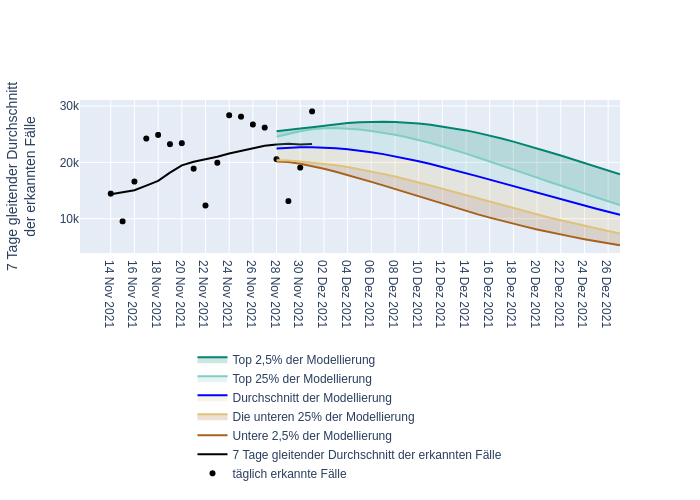 7 Tage gleitender Durchschnitt
der erkannten Fälle
30k
20k
10k
14 Nov 2021
16 Nov 2021
18 Nov 2021
20 Nov 2021
22 Nov 2021
24 Nov 2021
26 Nov 2021
28 Nov 2021
30 Nov 2021
02 Dez 2021
04 Dez 2021
06 Dez 2021
08 Dez 2021
10 Dez 2021
12 Dez 2021
14 Dez 2021
16 Dez 2021
18 Dez 2021
20 Dez 2021
22 Dez 2021
24 Dez 2021
26 Dez 2021
Top 2,5% der Modellierung
Top 25% der Modellierung
Durchschnitt der Modellierung
Die unteren 25% der Modellierung
Untere 2,5% der Modellierung
7 Tage gleitender Durchschnitt der erkannten Fälle
täglich erkannte Fälle